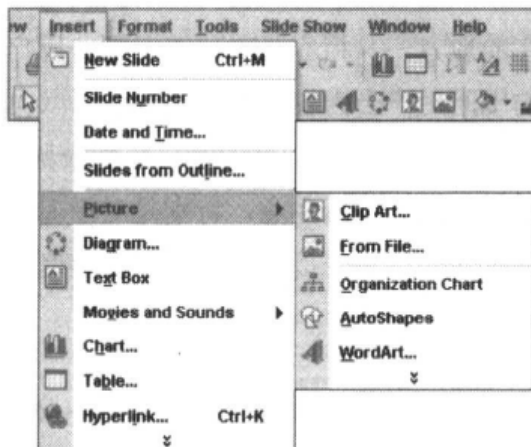 Insert Format Tools Slide Show Window Help
New Slide Ctrl+M
Slide Number
Date and Time...
Slides from Outline...
Picture
Diagram...
Text Box
Movies and Sounds
Chart...
Table...
Hyperlink... Ctrl+K
Clip Art...
From File...
Organization Chart
AutoShapes
WordArt...